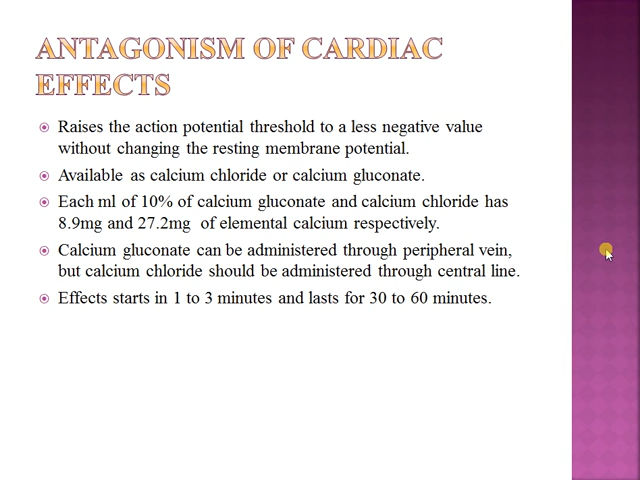 ANTAGONISM OF CARDIAC
EFFECTS
Raises the action potential threshold to a less negative value
without changing the resting membrane potential.
Available as calcium chloride or calcium gluconate.
Each ml of 10% of calcium gluconate and calcium chloride has
8.9mg and 27.2mg of elemental calcium respectively.
Calcium gluconate can be administered through peripheral vein,
but calcium chloride should be administered through central line.
Effects starts in 1 to 3 minutes and lasts for 30 to 60 minutes.